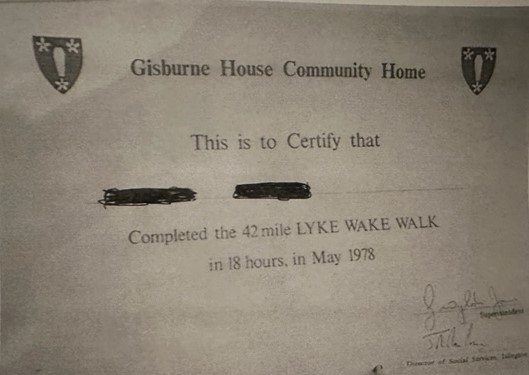 Gisburne House Community Home
This is to Certify that
Completed the 42 mile LYKE WAKE WALK
in 18 hours, in May 1978
Superintendent
Director of Social Services, Islington